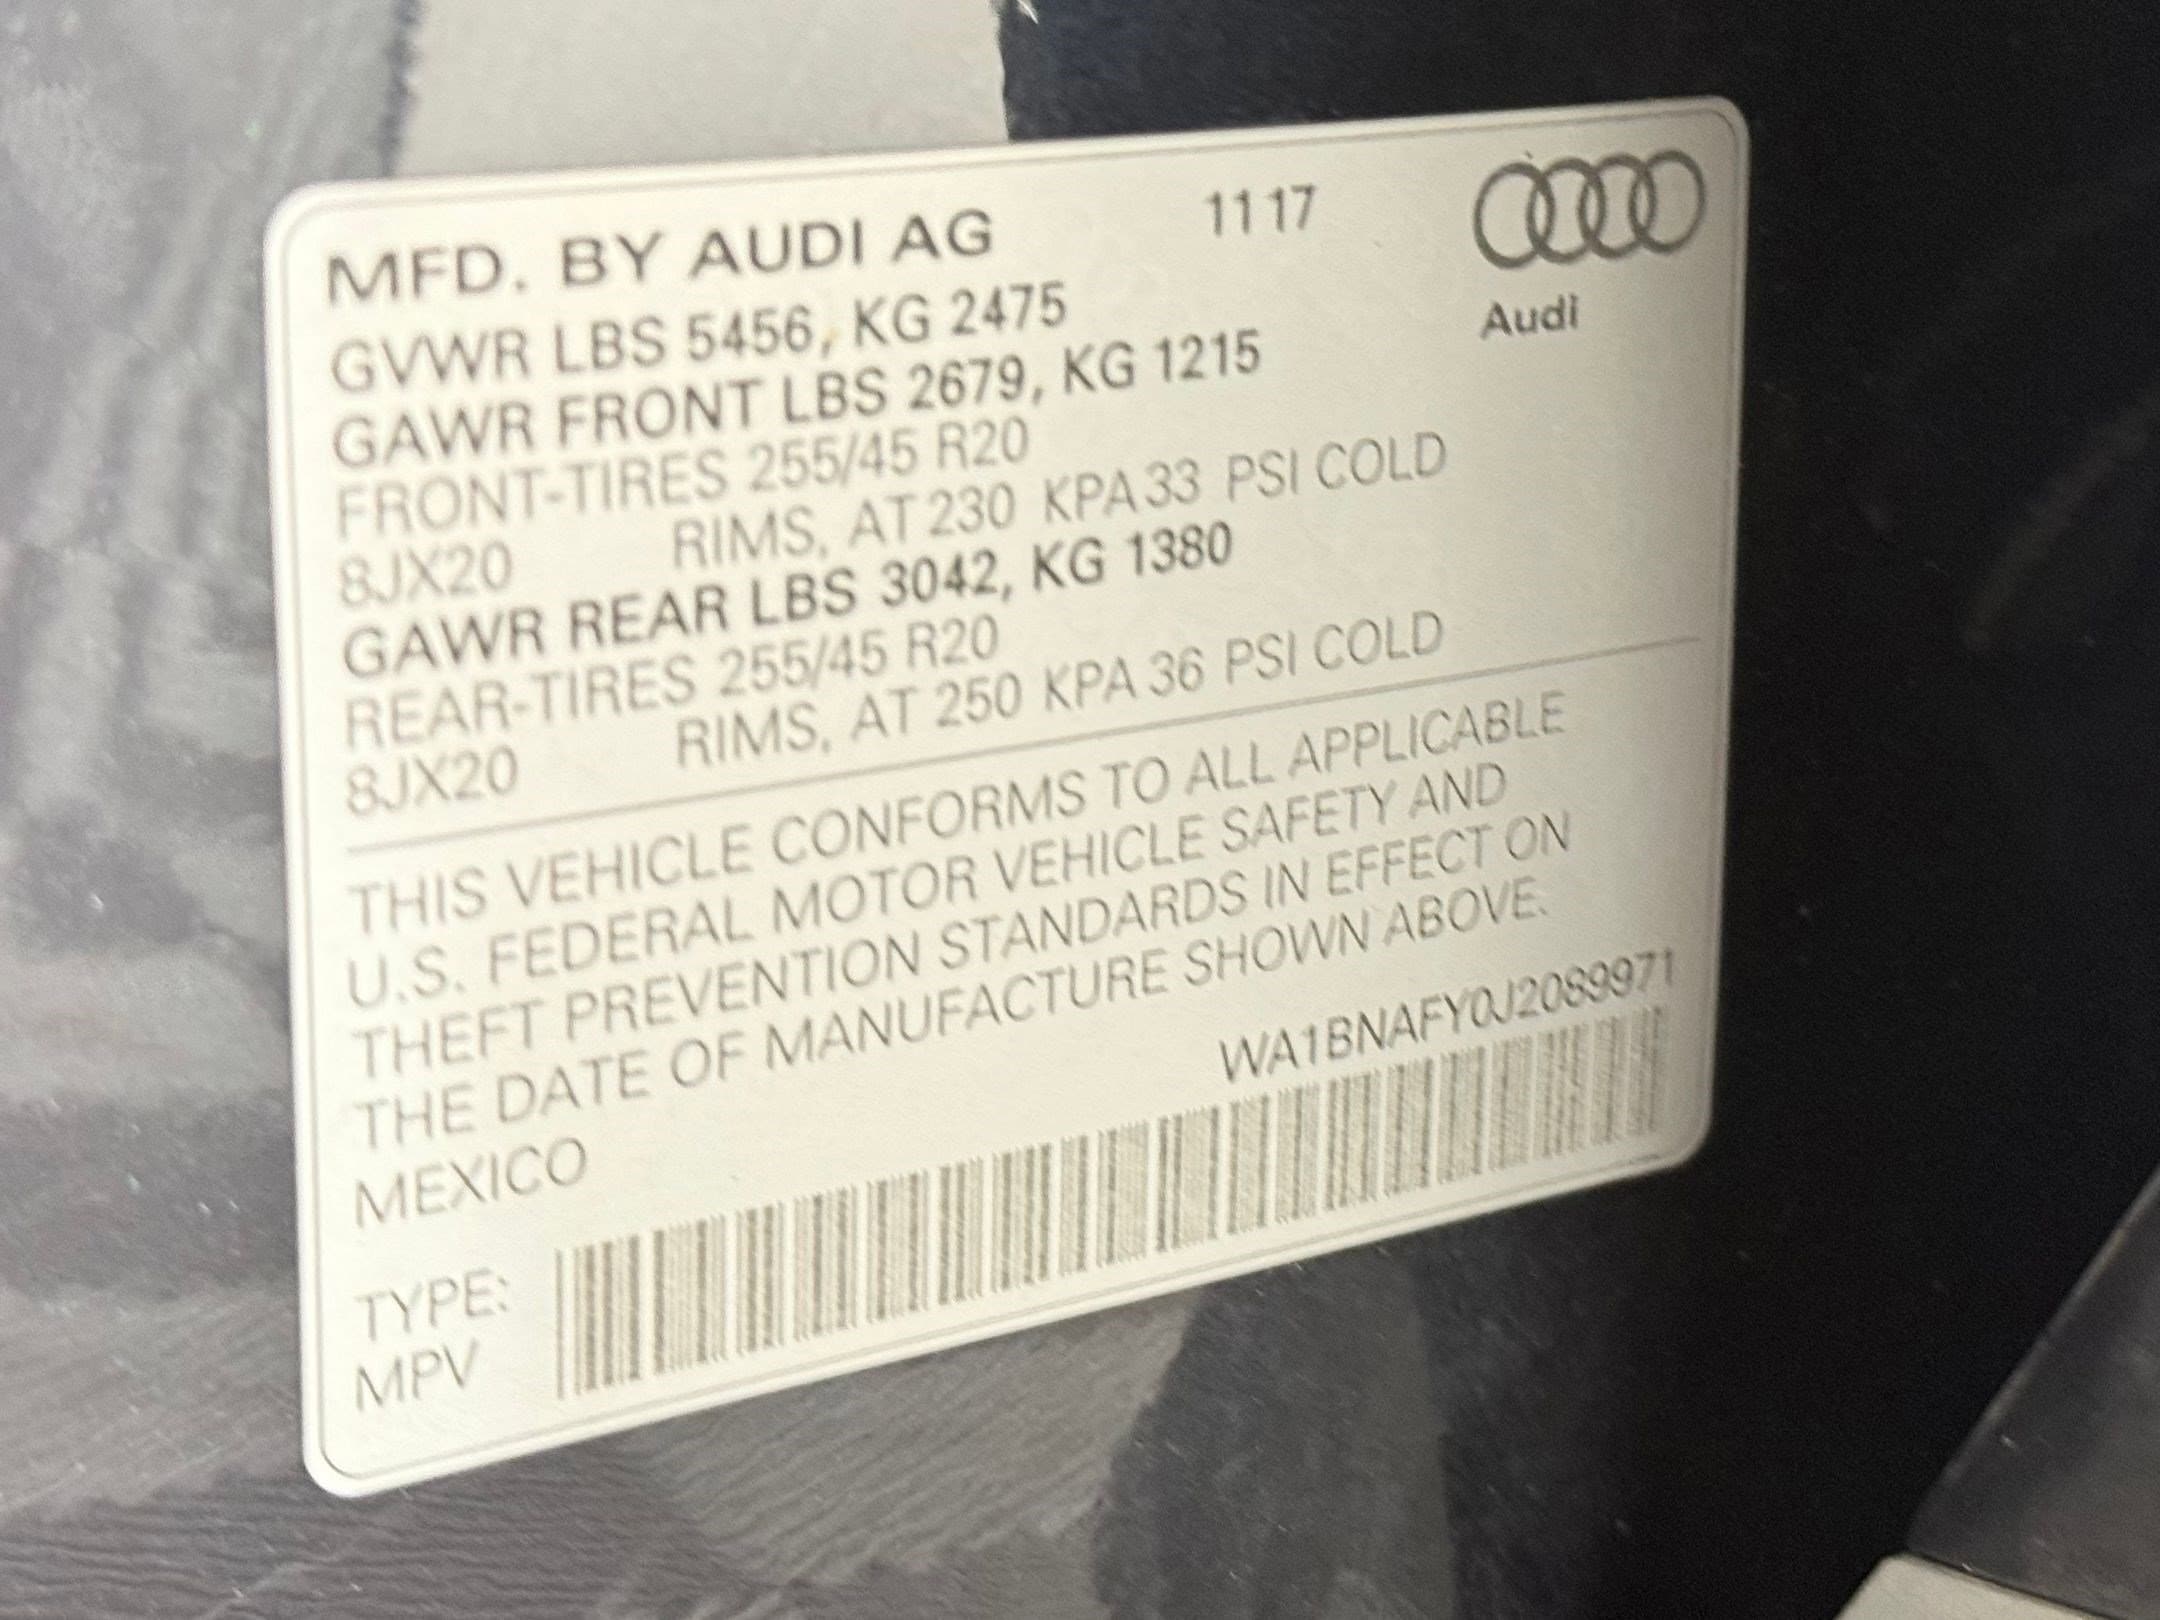 MFD. BY AUDI AG 11 17
Audi
GVWR LBS 5456, KG 2475
GAWR FRONT LBS 2679, KG 1215
FRONT-TIRES 255/45 R20
8JX20 RIMS, AT 230 KPA 33 PSI COLD
GAWR REAR LBS 3042, KG 1380
REAR-TIRES 255/45 R20
8JX20 RIMS, AT 250 KPA 36 PSI COLD
THIS VEHICLE CONFORMS TO ALL APPLICABLE
U.S. FEDERAL MOTOR VEHICLE SAFETY AND
THEFT PREVENTION STANDARDS IN EFFECT ON
THE DATE OF MANUFACTURE SHOWN ABOVE.
MEXICO WA1BNAFY0J2089971
TYPE:
MPV